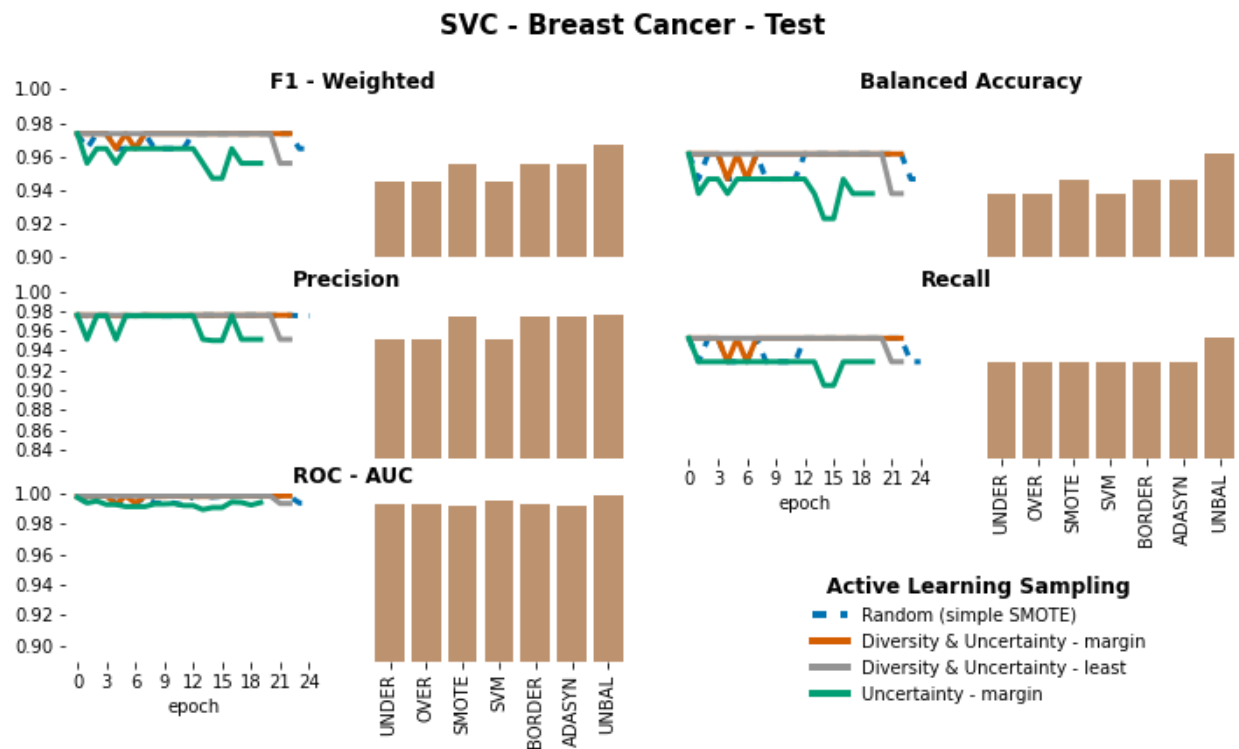 SVC - Breast Cancer - Test
F1 - Weighted
1.00
0.98
0.96
0.94
0.92
0.90
Balanced Accuracy
Precision
1.00
0.98
0.96
0.94
0.92
0.90
0.88
0.86
0.84
Recall
0 3 6 9 12 15 18 21 24
epoch
UNDER
OVER
SMOTE
SVM
BORDER
ADASYN
UNBAL
ROC - AUC
1.00
0.98
0.96
0.94
0.92
0.90
0 3 6 9 12 15 18 21 24
epoch
UNDER
OVER
SMOTE
SVM
BORDER
ADASYN
UNBAL
Active Learning Sampling
Random (simple SMOTE)
Diversity & Uncertainty - margin
Diversity & Uncertainty - least
Uncertainty - margin